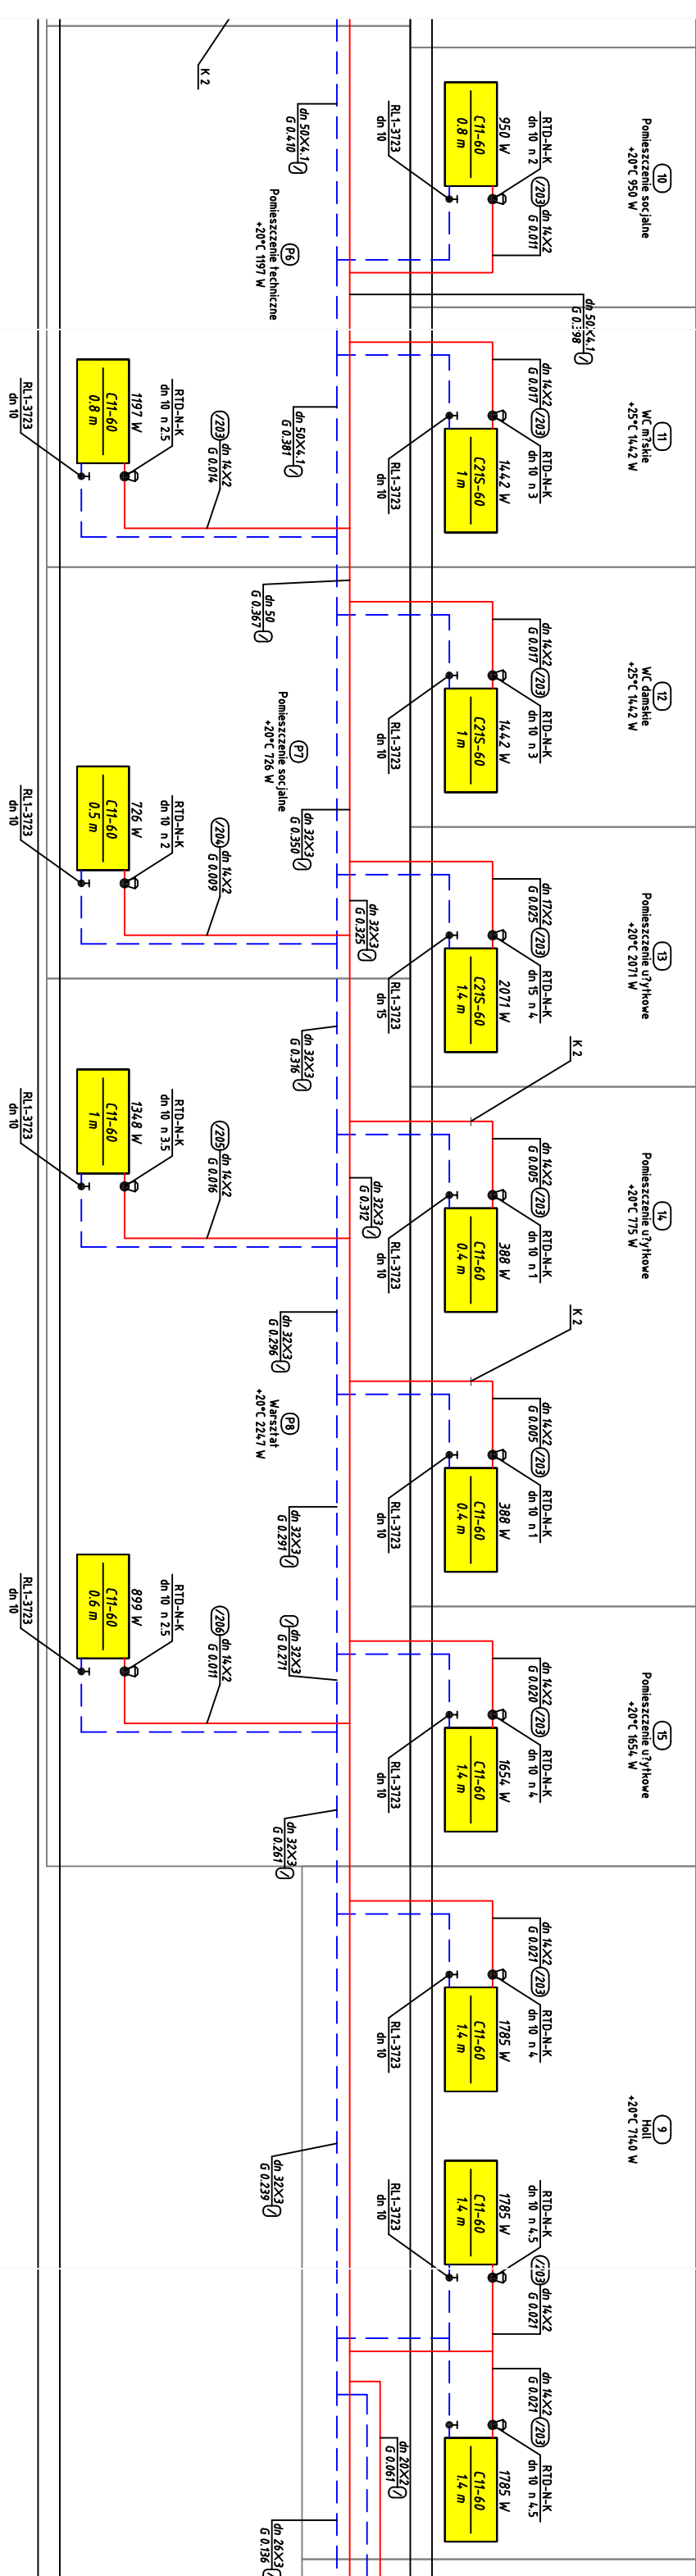 10
Pomieszczenie socjalne
+20°C 950 W
RTD-N-K
dn 10 n 2
/203
dn 14X2
G 0.011
950 W
C11-60
0.8 m
RL1-3723
dn 10
K 2
dn 50X4.1
G 0.410
P6
Pomieszczenie techniczne
+20°C 1197 W
dn 50X4.1
G 0.398
11
WC m?skie
+25°C 1442 W
dn 14X2
G 0.017
/203
RTD-N-K
dn 10 n 3
1442 W
C21S-60
1 m
RL1-3723
dn 10
dn 50X4.1
G 0.381
/203
dn 14X2
G 0.014
RTD-N-K
dn 10 n 2.5
1197 W
C11-60
0.8 m
RL1-3723
dn 10
12
WC damskie
+25°C 1442 W
dn 14X2
G 0.017
/203
RTD-N-K
dn 10 n 3
1442 W
C21S-60
1 m
RL1-3723
dn 10
dn 50
G 0.367
P7
Pomieszczenie socjalne
+20°C 726 W
dn 32X3
G 0.350
/204
dn 14X2
G 0.009
RTD-N-K
dn 10 n 2
726 W
C11-60
0.5 m
RL1-3723
dn 10
13
Pomieszczenie u?ytkowe
+20°C 2071 W
dn 17X2
G 0.025
/203
RTD-N-K
dn 15 n 4
2071 W
C21S-60
1.4 m
RL1-3723
dn 15
dn 32X3
G 0.325
dn 32X3
G 0.316
K 2
14
Pomieszczenie u?ytkowe
+20°C 775 W
dn 14X2
G 0.005
/203
RTD-N-K
dn 10 n 1
388 W
C11-60
0.4 m
RL1-3723
dn 10
dn 32X3
G 0.312
/205
dn 14X2
G 0.016
RTD-N-K
dn 10 n 3.5
1348 W
C11-60
1 m
RL1-3723
dn 10
dn 32X3
G 0.296
K 2
P8
Warsztat
+20°C 2247 W
dn 14X2
G 0.005
/203
RTD-N-K
dn 10 n 1
388 W
C11-60
0.4 m
RL1-3723
dn 10
dn 32X3
G 0.291
dn 32X3
G 0.271
/206
dn 14X2
G 0.011
RTD-N-K
dn 10 n 2.5
899 W
C11-60
0.6 m
RL1-3723
dn 10
15
Pomieszczenie u?ytkowe
+20°C 1654 W
dn 14X2
G 0.020
/203
RTD-N-K
dn 10 n 4
1654 W
C11-60
1.4 m
RL1-3723
dn 10
dn 32X3
G 0.261
9
Holl
+20°C 7140 W
dn 14X2
G 0.021
/203
RTD-N-K
dn 10 n 4
1785 W
C11-60
1.4 m
RL1-3723
dn 10
dn 32X3
G 0.239
RTD-N-K
dn 10 n 4.5
/203
dn 14X2
G 0.021
1785 W
C11-60
1.4 m
RL1-3723
dn 10
dn 14X2
G 0.021
/203
RTD-N-K
dn 10 n 4.5
1785 W
C11-60
1.4 m
dn 20X2
G 0.061
dn 26X3
G 0.136